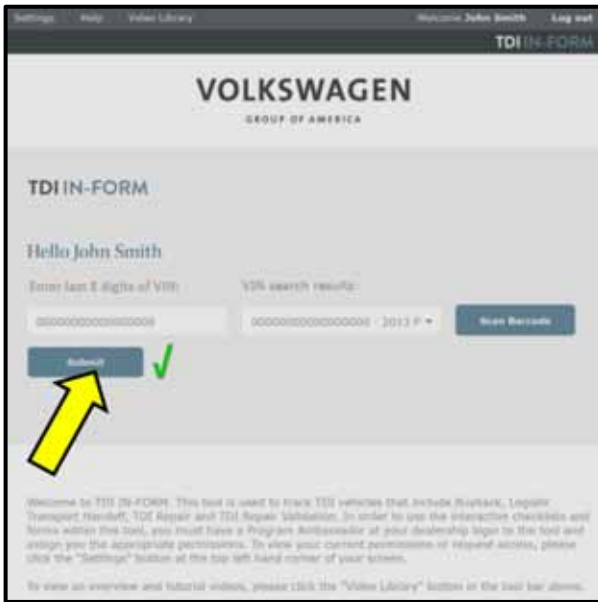 Settings Help Video Library Welcome John Smith Log out
TDI IN-FORM
VOLKSWAGEN
GROUP OF AMERICA
TDI IN-FORM
Hello John Smith
Enter last 8 digits of VIN: VIN search results:
00000000000000000 00000000000000000 - 2013 P Scan Barcode
Submit
Welcome to TDI IN-FORM. This tool is used to track TDI vehicles that include Buyback, Logistic
Transport Handoff, TDI Repair and TDI Repair Validation. In order to use the interactive checklists and
forms within this tool, you must have a Program Ambassador at your dealership logon to the tool and
assign you the appropriate permissions. To view your current permissions or request access, please
click the "Settings" button at the top left hand corner of your screen.
To view an overview and tutorial videos, please click the "Video Library" button in the tool bar above.